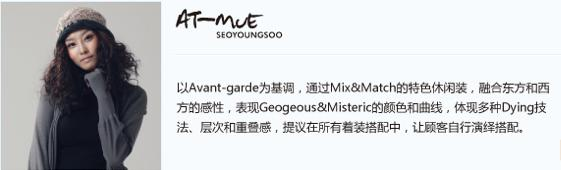 AT-MUE
SEOYOUNGSOO
以Avant-garde为基调，通过Mix&Match的特色休闲装，融合东方和西
方的感性，表现Geogeous&Misteric的颜色和曲线，体现多种Dying技
法、层次和重叠感，提议在所有着装搭配中，让顾客自行演绎搭配。